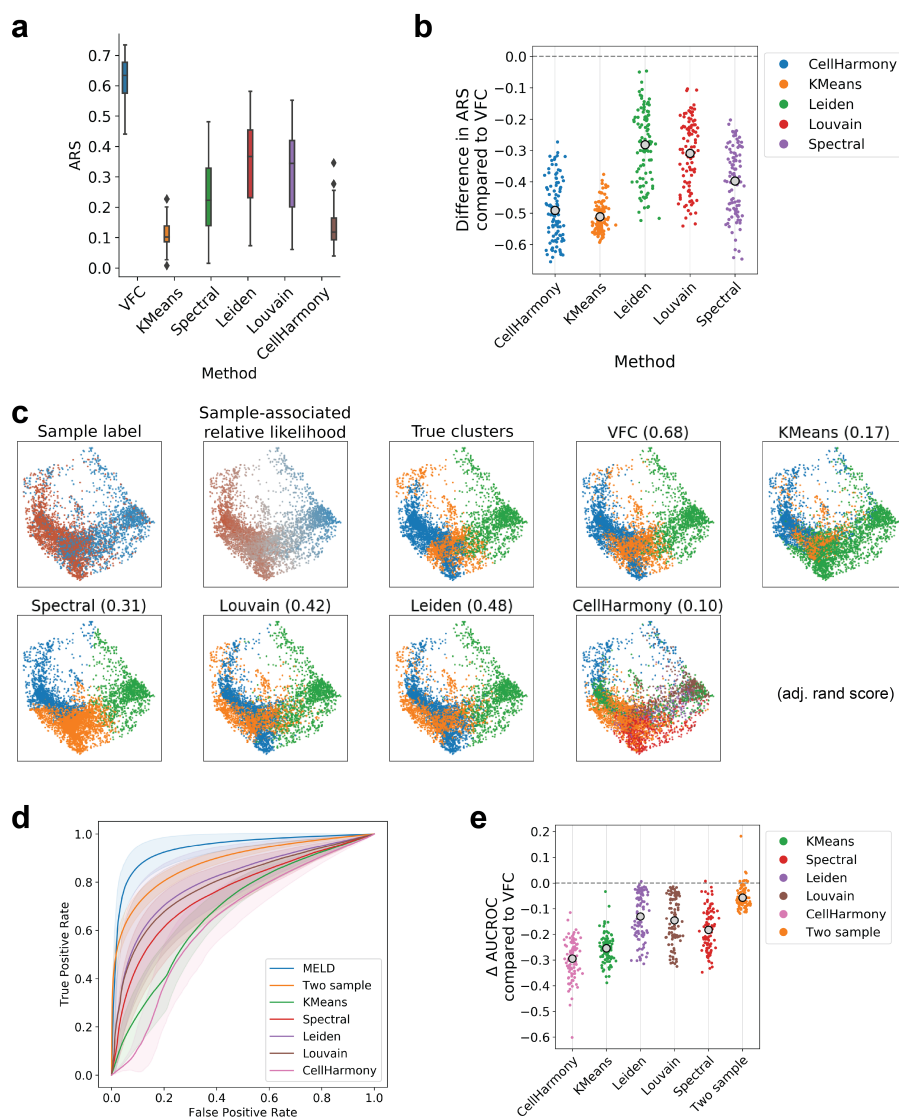 a
0.7
0.6
0.5
0.4
0.3
0.2
0.1
0.0
ARS
VFC
KMeans
Spectral
Leiden
Louvain
CellHarmony
Method
b
0.0
−0.1
−0.2
−0.3
−0.4
−0.5
−0.6
Difference in ARS
compared to VFC
CellHarmony
KMeans
Leiden
Louvain
Spectral
Method
CellHarmony
KMeans
Leiden
Louvain
Spectral
c
Sample label
Sample-associated
relative likelihood
True clusters
VFC (0.68)
KMeans (0.17)
Spectral (0.31)
Louvain (0.42)
Leiden (0.48)
CellHarmony (0.10)
(adj. rand score)
d
1.0
0.8
0.6
0.4
0.2
0.0
True Positive Rate
0.0
0.2
0.4
0.6
0.8
1.0
False Positive Rate
MELD
Two sample
KMeans
Spectral
Leiden
Louvain
CellHarmony
e
0.2
0.1
0.0
−0.1
−0.2
−0.3
−0.4
−0.5
−0.6
Δ AUCROC
compared to VFC
CellHarmony
KMeans
Leiden
Louvain
Spectral
Two sample
KMeans
Spectral
Leiden
Louvain
CellHarmony
Two sample